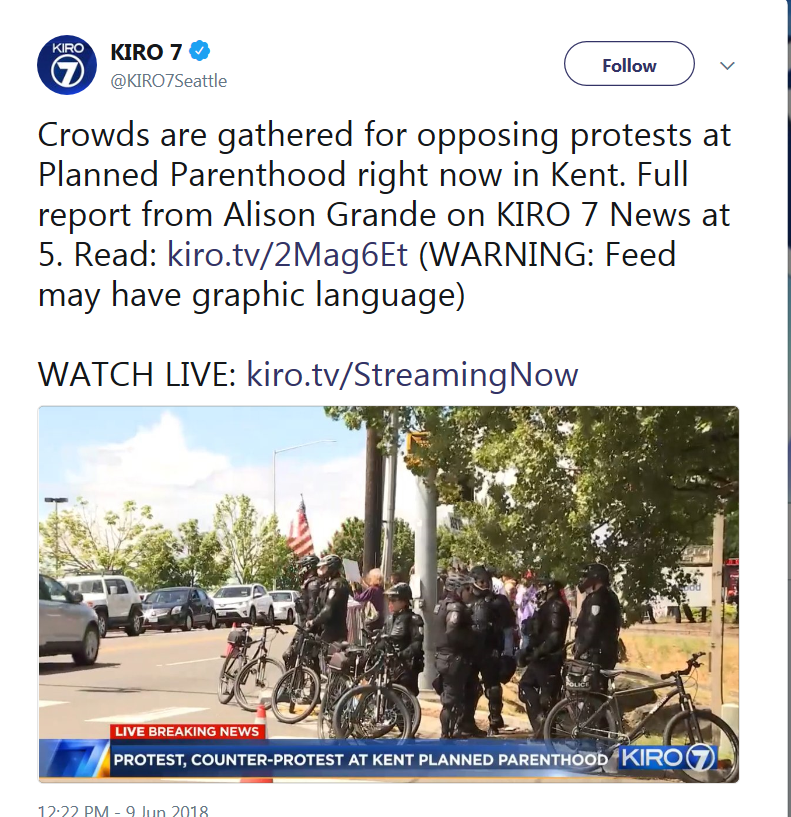 KIRO
7
KIRO 7
@KIRO7Seattle
Follow
Crowds are gathered for opposing protests at
Planned Parenthood right now in Kent. Full
report from Alison Grande on KIRO 7 News at
5. Read: kiro.tv/2Mag6Et (WARNING: Feed
may have graphic language)
WATCH LIVE: kiro.tv/StreamingNow
POLICE
LIVE BREAKING NEWS
PROTEST, COUNTER-PROTEST AT KENT PLANNED PARENTHOOD
KIRO 7
12:22 PM - 9 Jun 2018